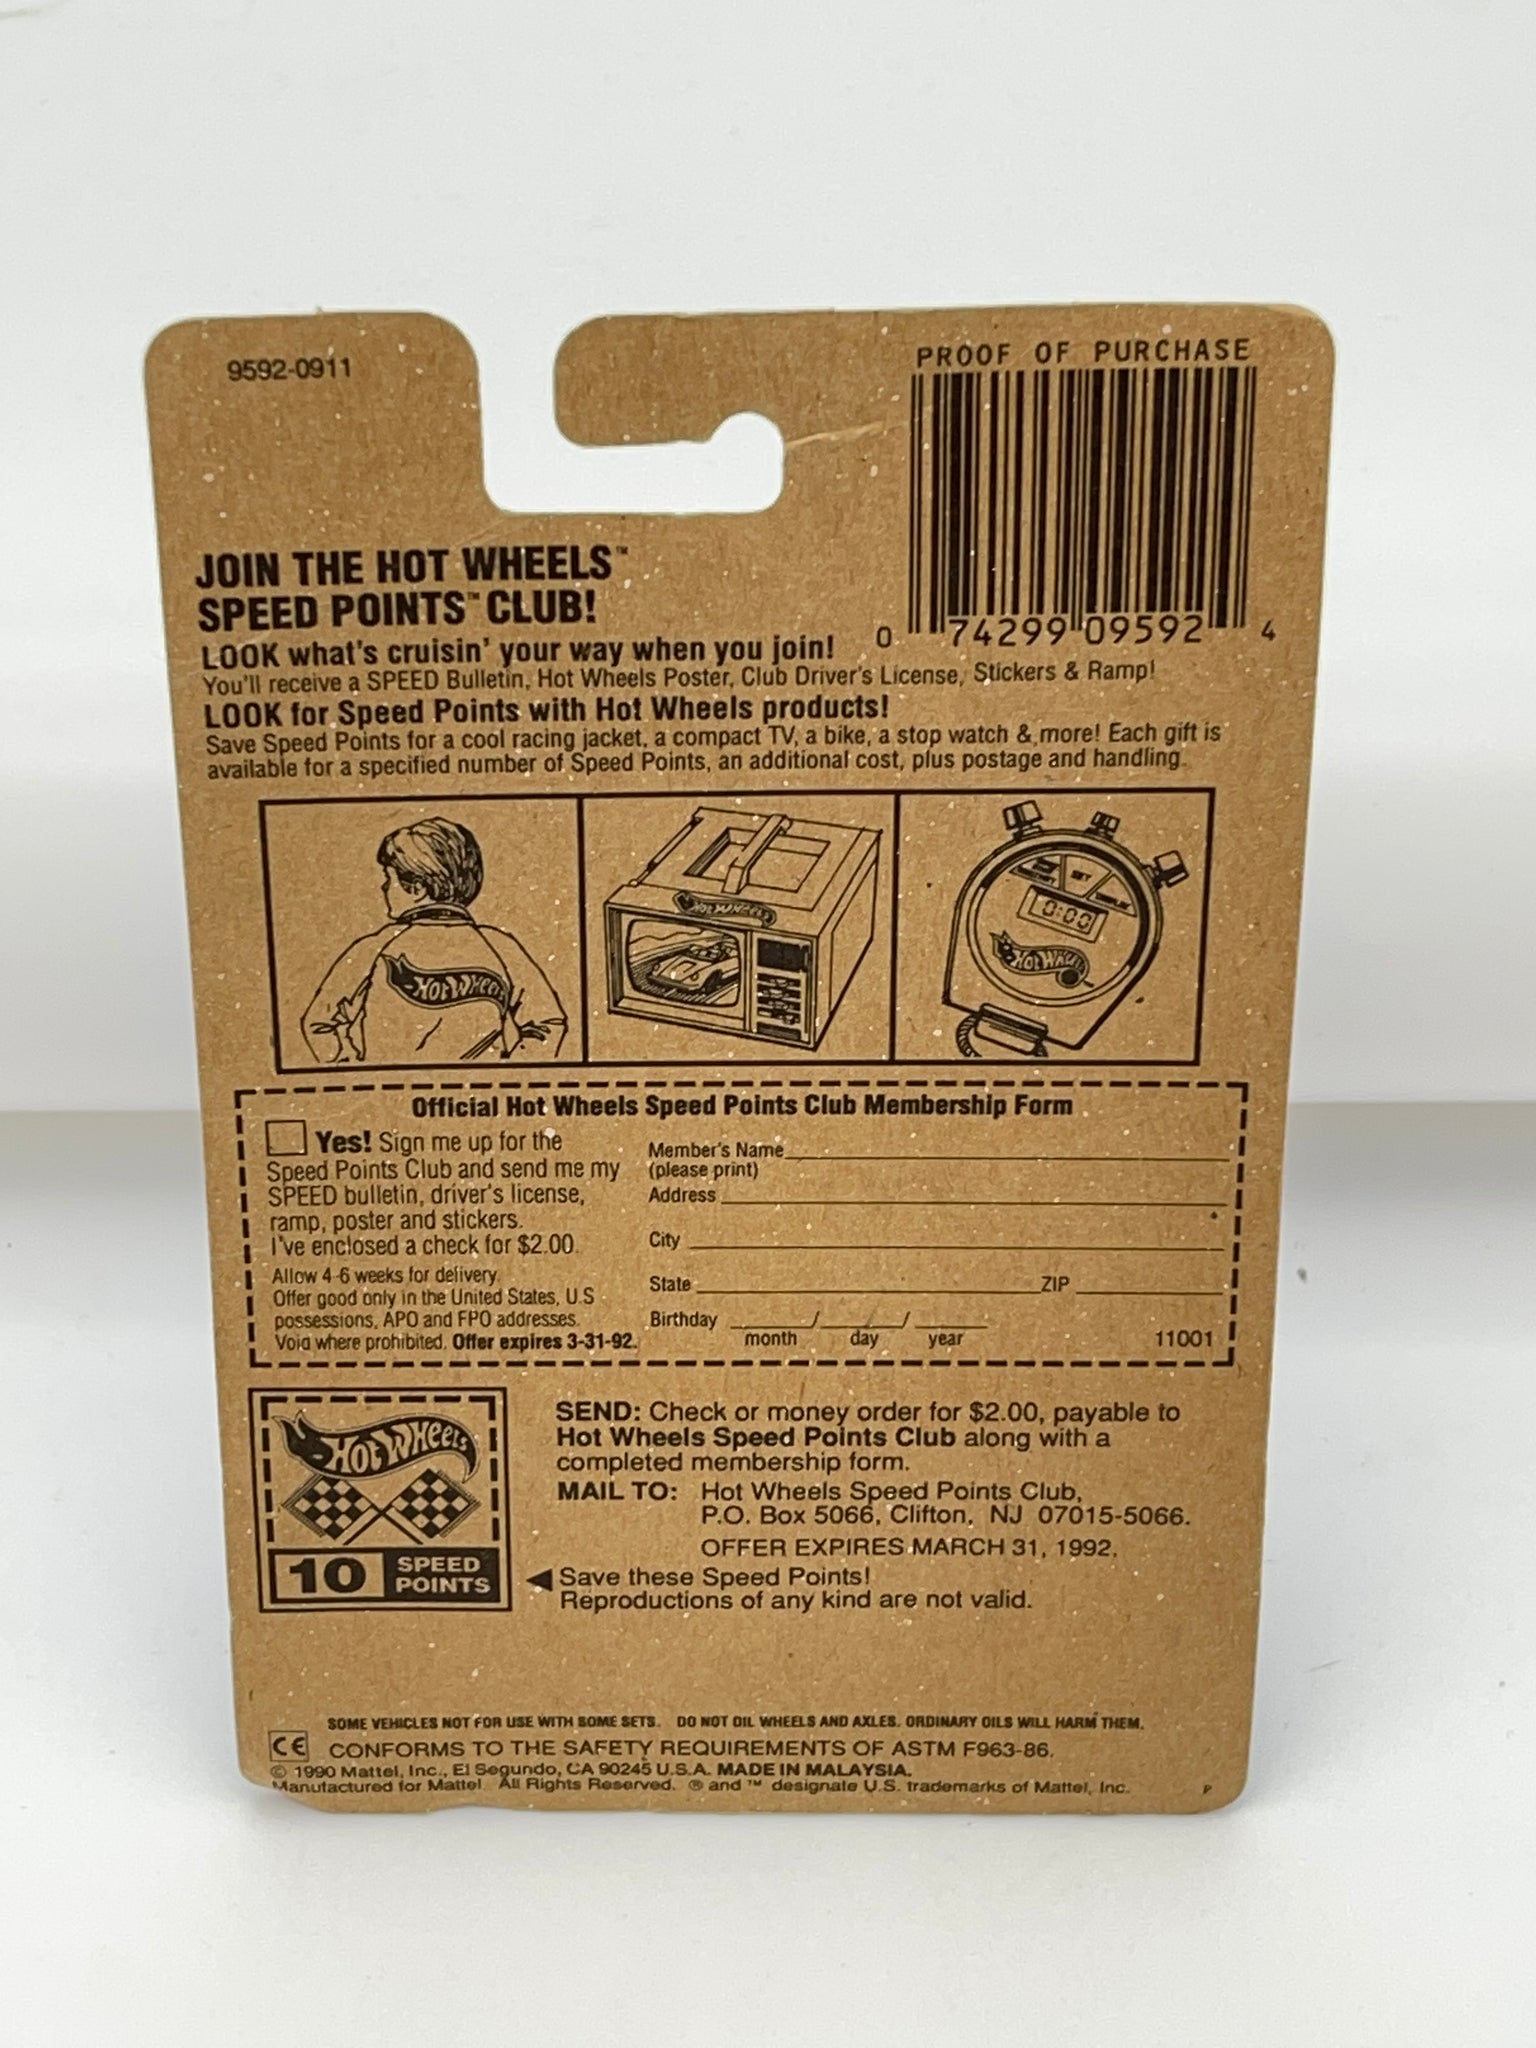 9592-0911
PROOF OF PURCHASE
0 74299 09592 4
JOIN THE HOT WHEELS™
SPEED POINTS™ CLUB!
LOOK what's cruisin' your way when you join!
You'll receive a SPEED Bulletin, Hot Wheels Poster, Club Driver's License, Stickers & Ramp!
LOOK for Speed Points with Hot Wheels products!
Save Speed Points for a cool racing jacket, a compact TV, a bike, a stop watch & more! Each gift is
available for a specified number of Speed Points, an additional cost, plus postage and handling.
HOT WHEELS
HOT WHEELS
SET
0:00
HOT WHEELS
Official Hot Wheels Speed Points Club Membership Form
Yes! Sign me up for the
Speed Points Club and send me my
SPEED bulletin, driver's license,
ramp, poster and stickers.
I've enclosed a check for $2.00.
Allow 4-6 weeks for delivery.
Offer good only in the United States, U.S
possessions, APO and FPO addresses.
Void where prohibited. Offer expires 3-31-92.
Member's Name
(please print)
Address
City
State ZIP
Birthday / /
month day year
11001
HOT WHEELS
10 SPEED
POINTS
SEND: Check or money order for $2.00, payable to
Hot Wheels Speed Points Club along with a
completed membership form.
MAIL TO: Hot Wheels Speed Points Club,
P.O. Box 5066, Clifton, NJ 07015-5066.
OFFER EXPIRES MARCH 31, 1992.
◀ Save these Speed Points!
Reproductions of any kind are not valid.
SOME VEHICLES NOT FOR USE WITH SOME SETS. DO NOT OIL WHEELS AND AXLES. ORDINARY OILS WILL HARM THEM.
CE CONFORMS TO THE SAFETY REQUIREMENTS OF ASTM F963-86.
© 1990 Mattel, Inc., El Segundo, CA 90245 U.S.A. MADE IN MALAYSIA.
Manufactured for Mattel. All Rights Reserved. ® and ™ designate U.S. trademarks of Mattel, Inc.
P